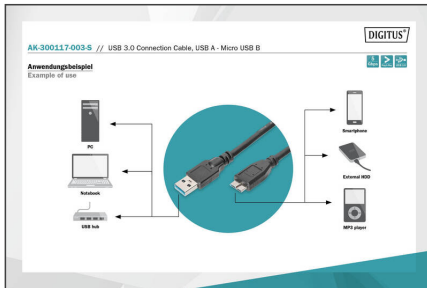 DIGITUS®
AK-300117-003-S // USB 3.0 Connection Cable, USB A - Micro USB B
Anwendungsbeispiel
Example of use
PC
Notebook
USB hub
Smartphone
External HDD
MP3 player